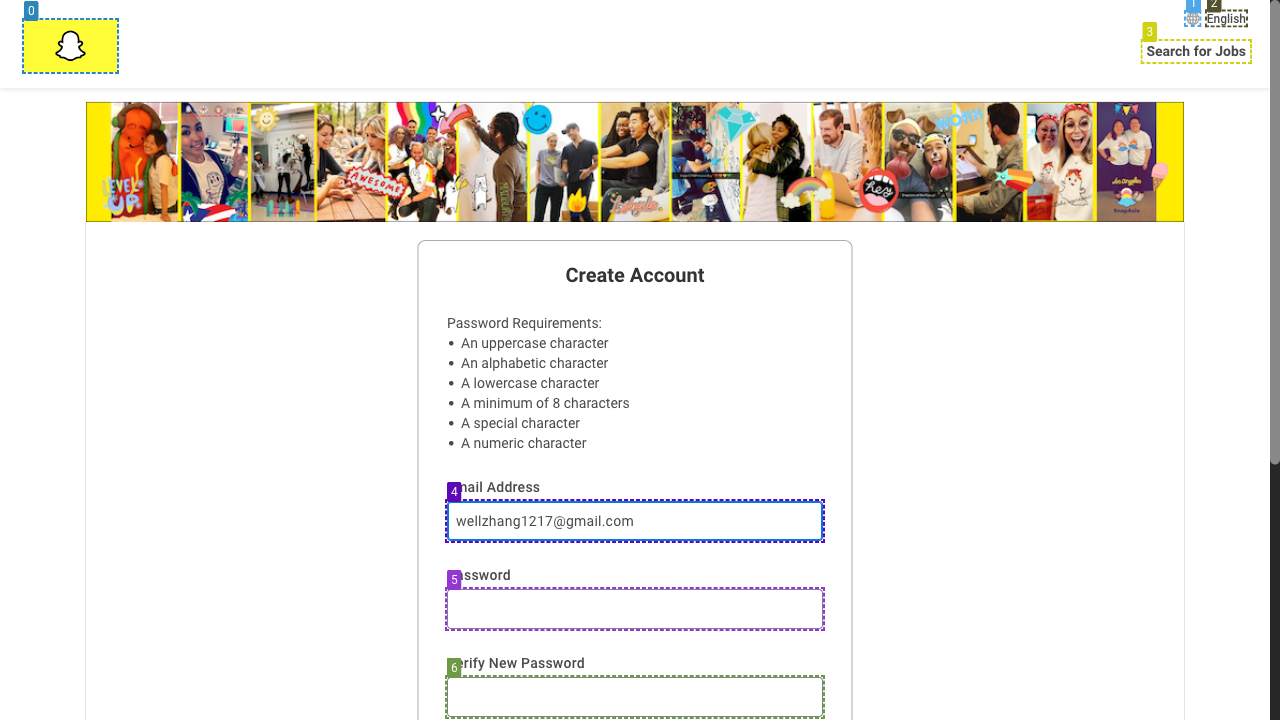 0
1
2
English
3
Search for Jobs
LEVEL UP
AWESOME
WORK
hey
Los Angeles
Create Account
Password Requirements:
• An uppercase character
• An alphabetic character
• A lowercase character
• A minimum of 8 characters
• A special character
• A numeric character
4
mail Address
wellzhang1217@gmail.com
5
ssword
6
erify New Password